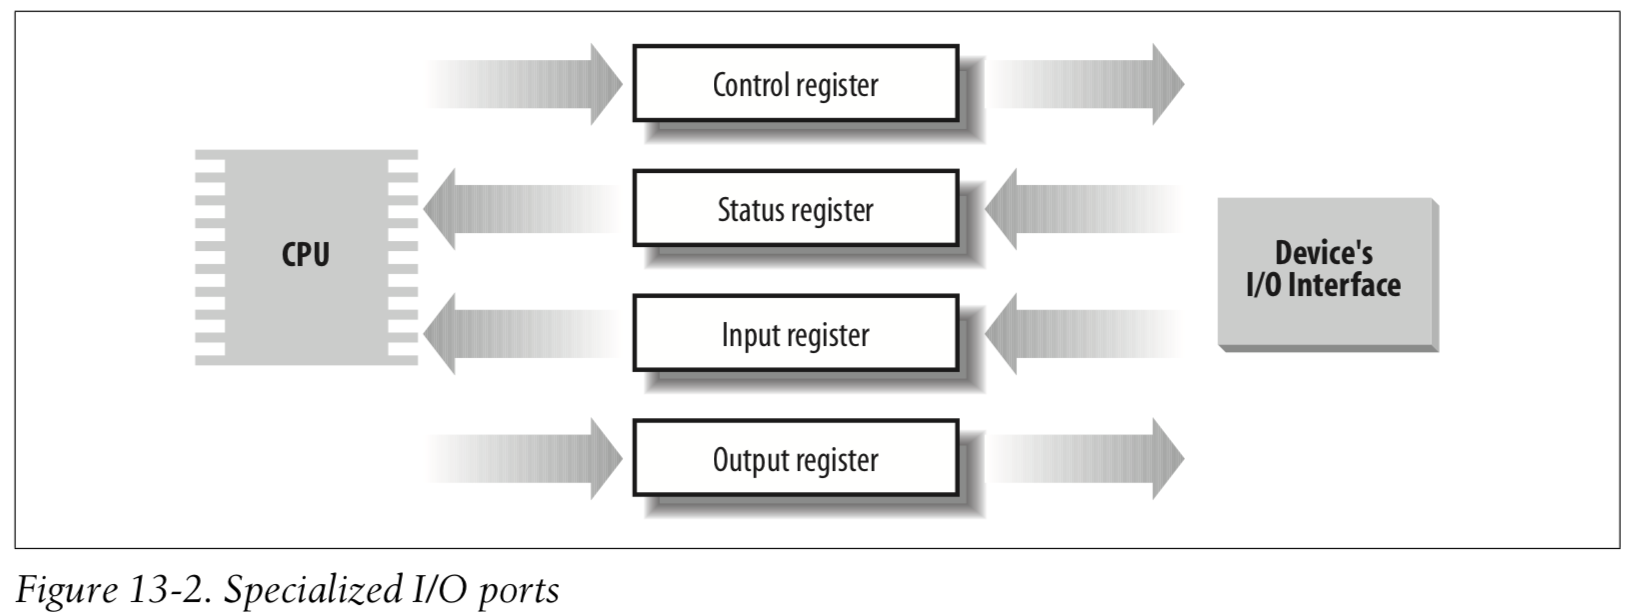 Control register
Status register
CPU
Device's
I/O Interface
Input register
Output register
Figure 13-2. Specialized I/O ports